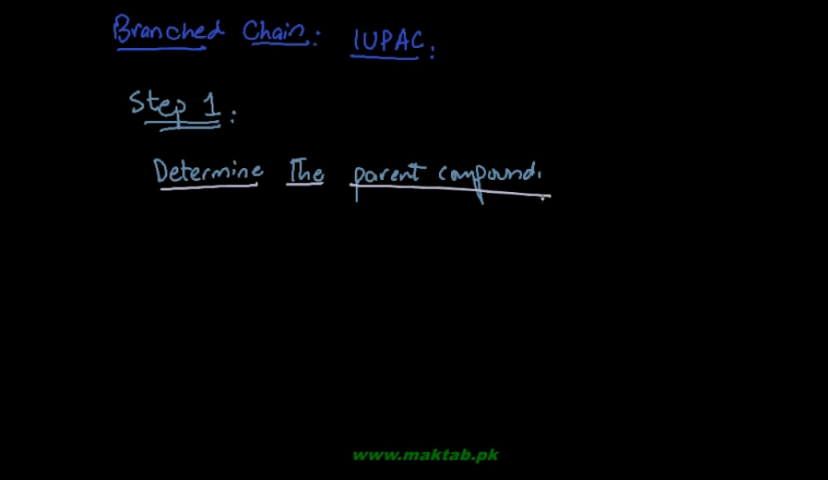 Branched Chain: IUPAC:
Step 1:
Determine The parent compound.
www.maktab.pk